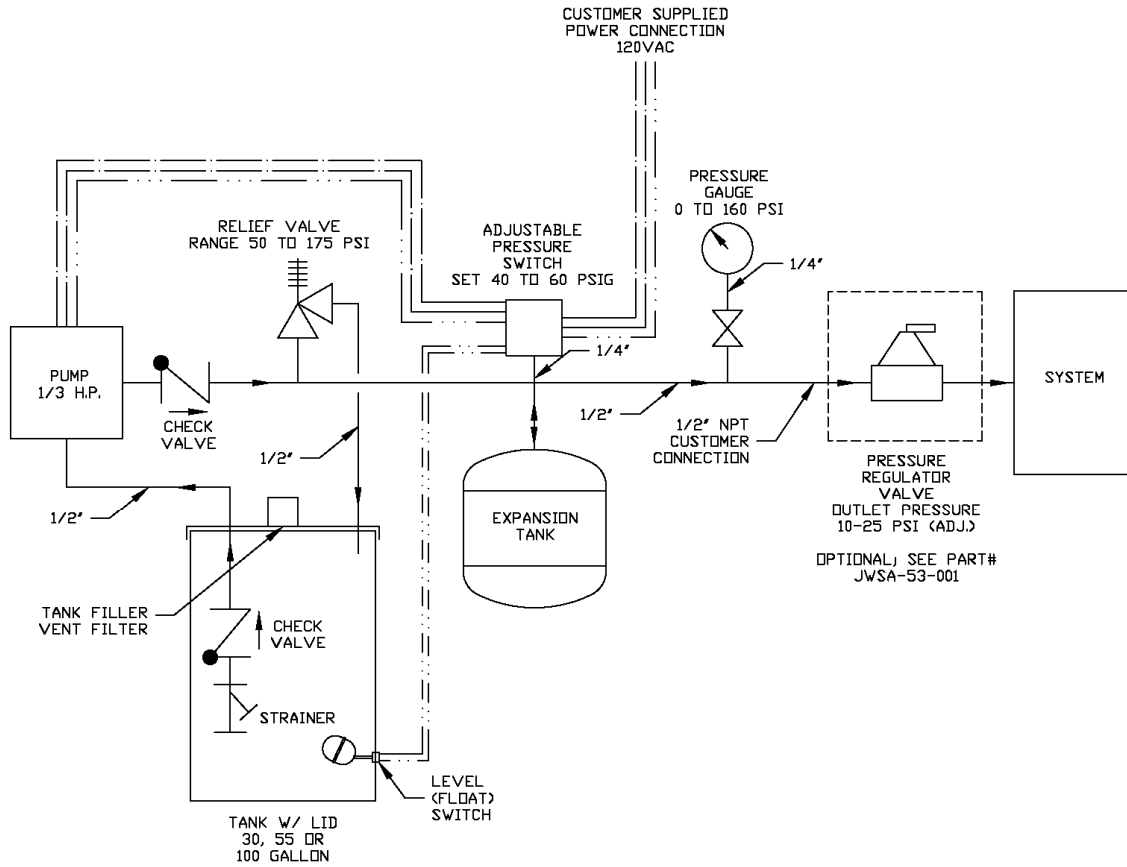 CUSTOMER SUPPLIED
POWER CONNECTION
120VAC
PRESSURE
GAUGE
0 TO 160 PSI
RELIEF VALVE
RANGE 50 TO 175 PSI
ADJUSTABLE
PRESSURE
SWITCH
SET 40 TO 60 PSIG
1/4"
1/4"
PUMP
1/3 H.P.
SYSTEM
CHECK
VALVE
1/2"
1/2"
1/2" NPT
CUSTOMER
CONNECTION
PRESSURE
REGULATOR
VALVE
OUTLET PRESSURE
10-25 PSI (ADJ.)
OPTIONAL; SEE PART#
JWSA-53-001
1/2"
EXPANSION
TANK
TANK FILLER
VENT FILTER
CHECK
VALVE
STRAINER
LEVEL
(FLOAT)
SWITCH
TANK W/ LID
30, 55 OR
100 GALLON